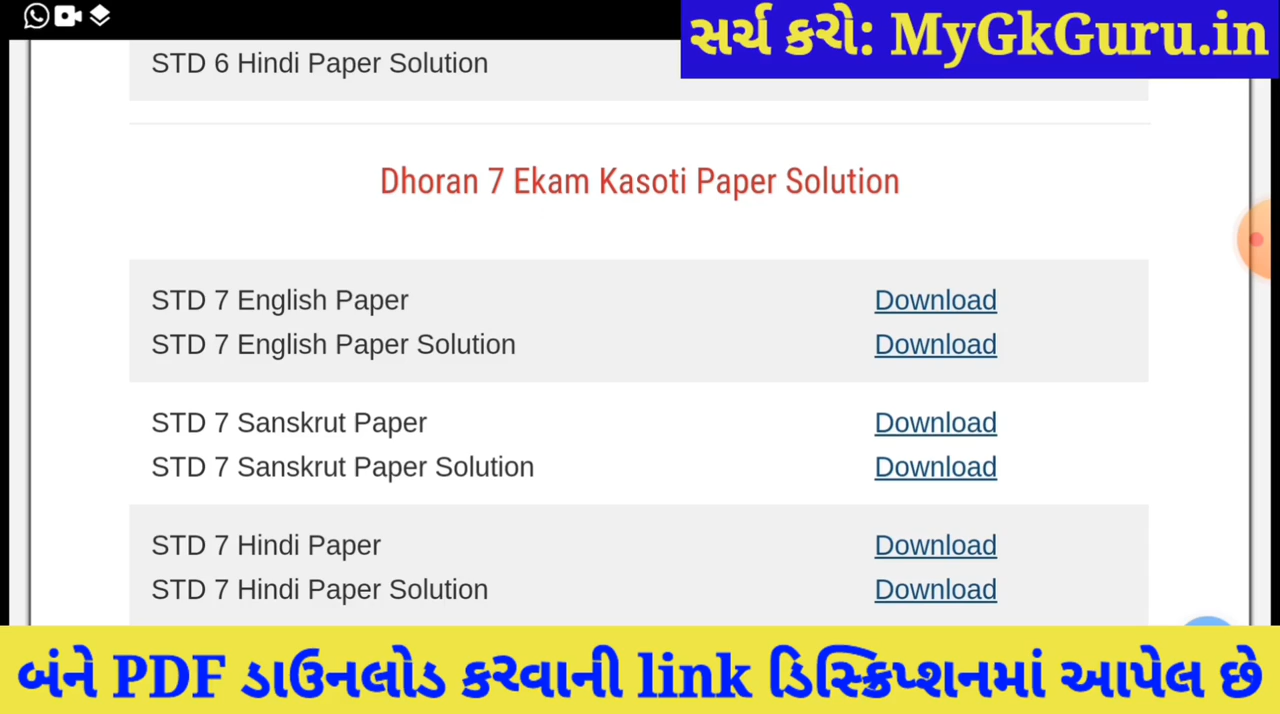 સર્ચ કરો: MyGkGuru.in
STD 6 Hindi Paper Solution
Dhoran 7 Ekam Kasoti Paper Solution
STD 7 English Paper Download
STD 7 English Paper Solution Download
STD 7 Sanskrut Paper Download
STD 7 Sanskrut Paper Solution Download
STD 7 Hindi Paper Download
STD 7 Hindi Paper Solution Download
બંને PDF ડાઉનલોડ કરવાની link ડિસ્ક્રિપ્શનમાં આપેલ છે